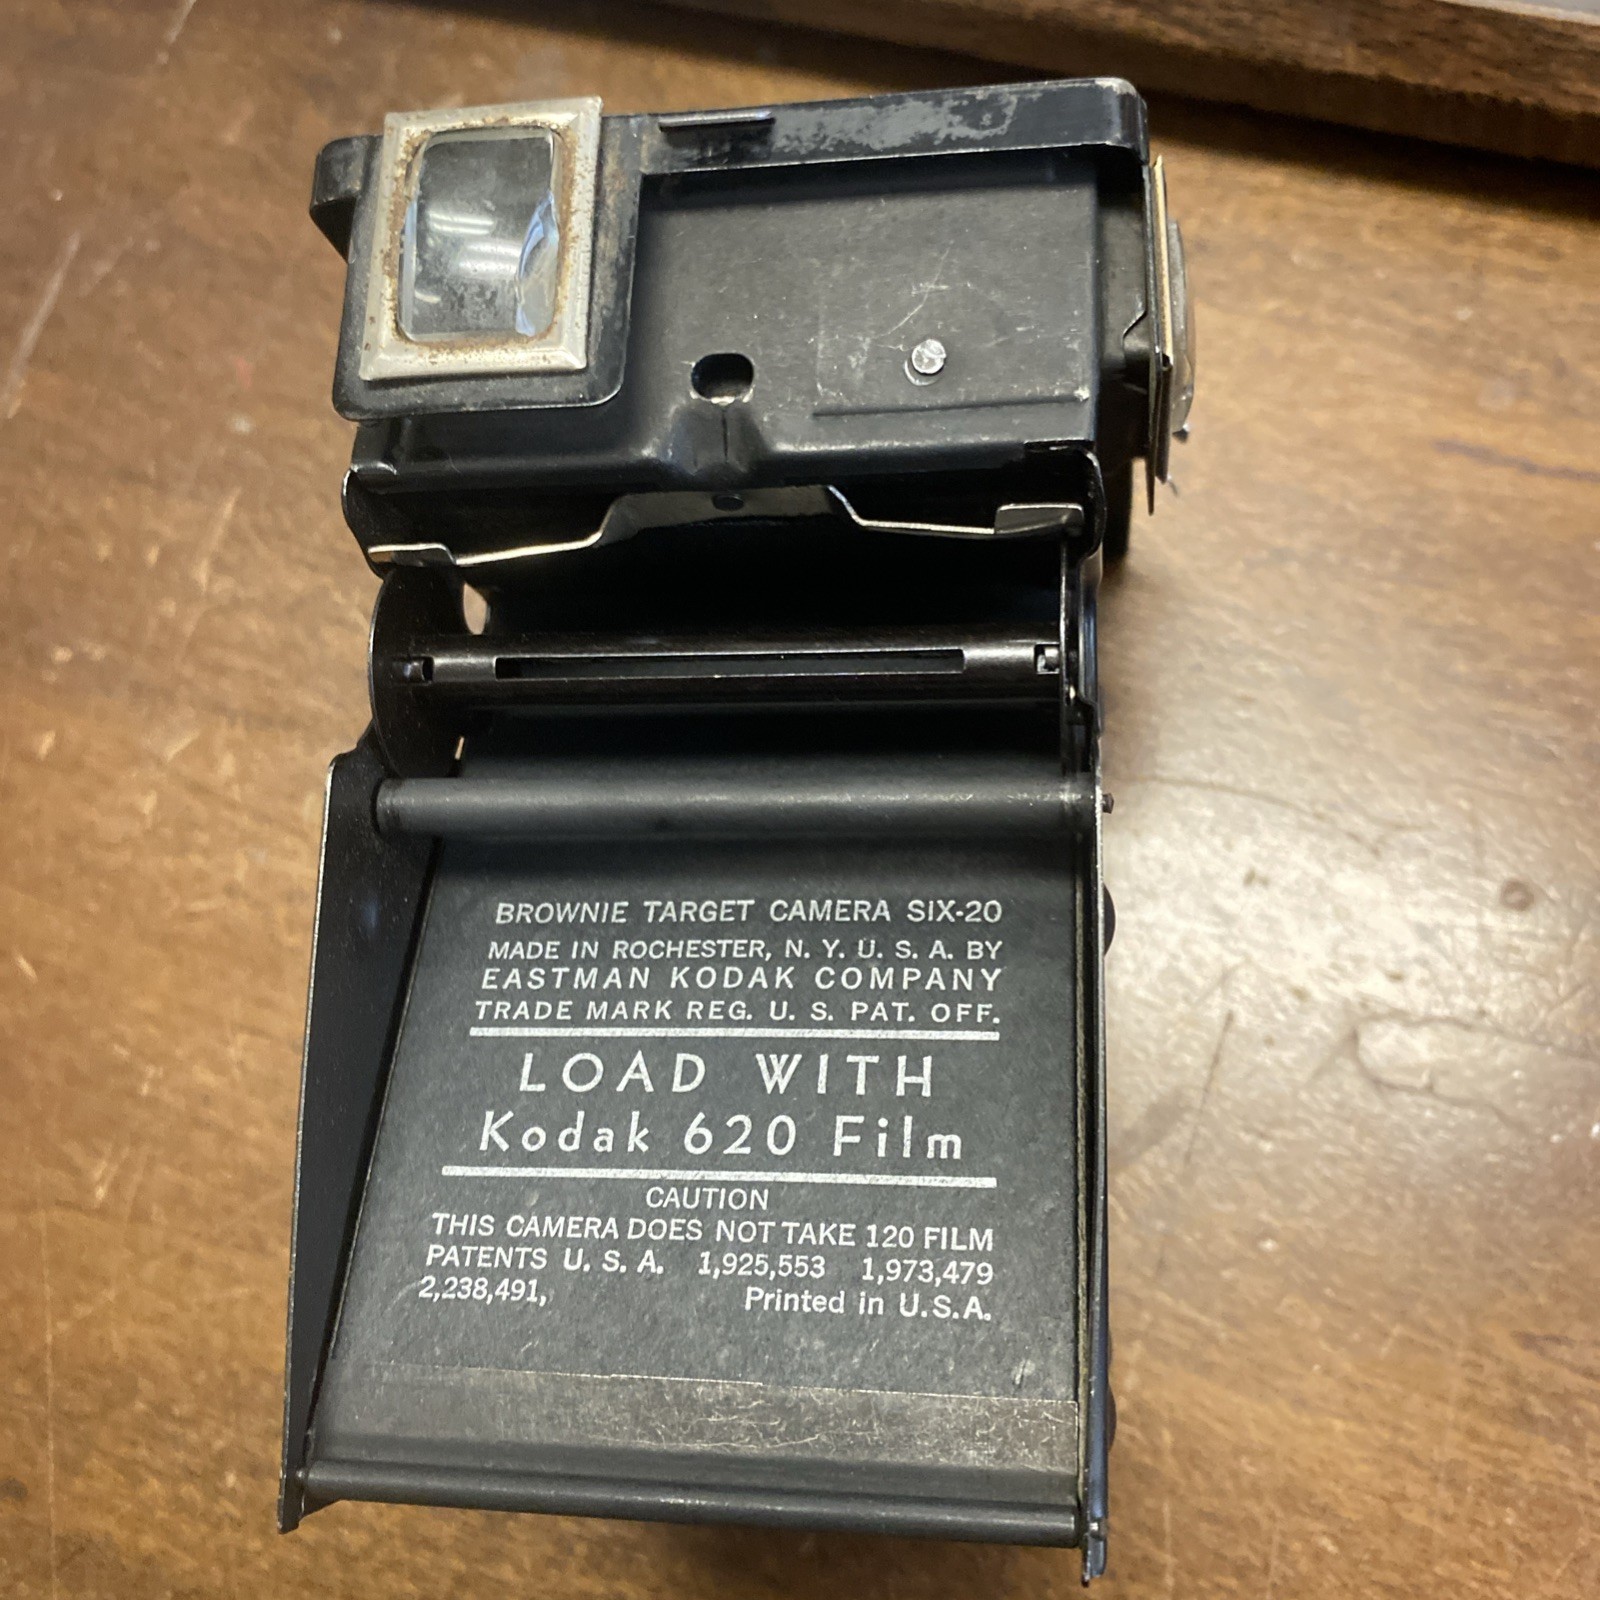 BROWNIE TARGET CAMERA SIX-20
MADE IN ROCHESTER, N. Y. U. S. A. BY
EASTMAN KODAK COMPANY
TRADE MARK REG. U. S. PAT. OFF.
LOAD WITH
Kodak 620 Film
CAUTION
THIS CAMERA DOES NOT TAKE 120 FILM
PATENTS U. S. A. 1,925,553 1,973,479
2,238,491, Printed in U.S.A.